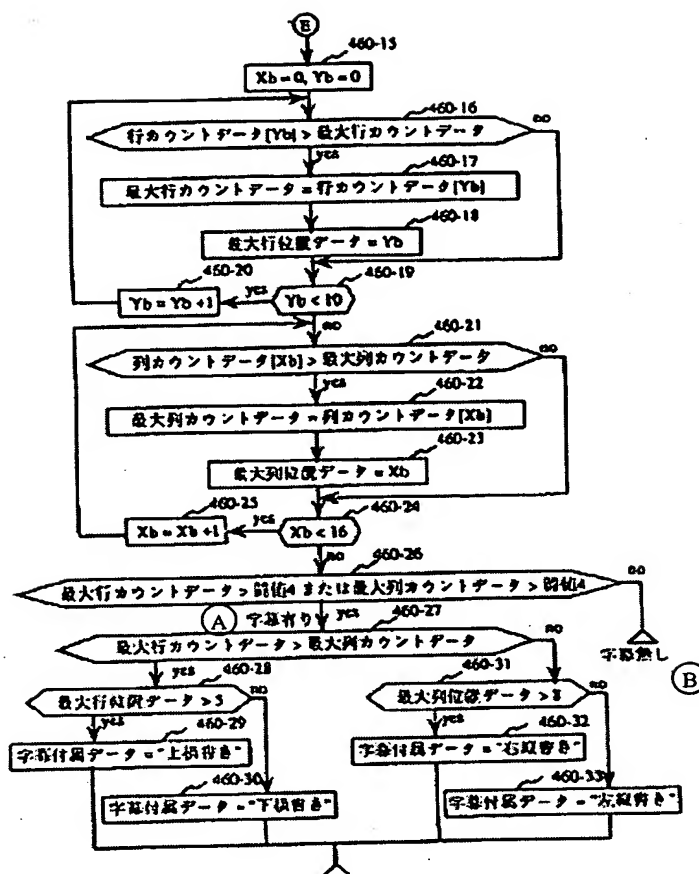 E
460-15
Xb=0, Yb=0
460-16
行カウントデータ[Yb] > 最大行カウントデータ
no
yes
460-17
最大行カウントデータ = 行カウントデータ[Yb]
460-18
最大行位置データ = Yb
460-20
460-19
Yb = Yb +1
yes
Yb < 10
no
460-21
列カウントデータ[Xb] > 最大列カウントデータ
no
yes
460-22
最大列カウントデータ = 列カウントデータ[Xb]
460-23
最大列位置データ = Xb
460-25
460-24
Xb = Xb +1
yes
Xb < 16
no
460-26
最大行カウントデータ > 閾値4 または最大列カウントデータ > 閾値4
no
A
字幕有り
yes
460-27
字幕無し
B
最大行カウントデータ > 最大列カウントデータ
no
yes
460-28
460-31
最大行位置データ > 5
no
最大列位置データ > 8
no
yes
460-29
yes
460-32
字幕付属データ = "上横書き"
字幕付属データ = "右縦書き"
460-30
460-33
字幕付属データ = "下横書き"
字幕付属データ = "左縦書き"